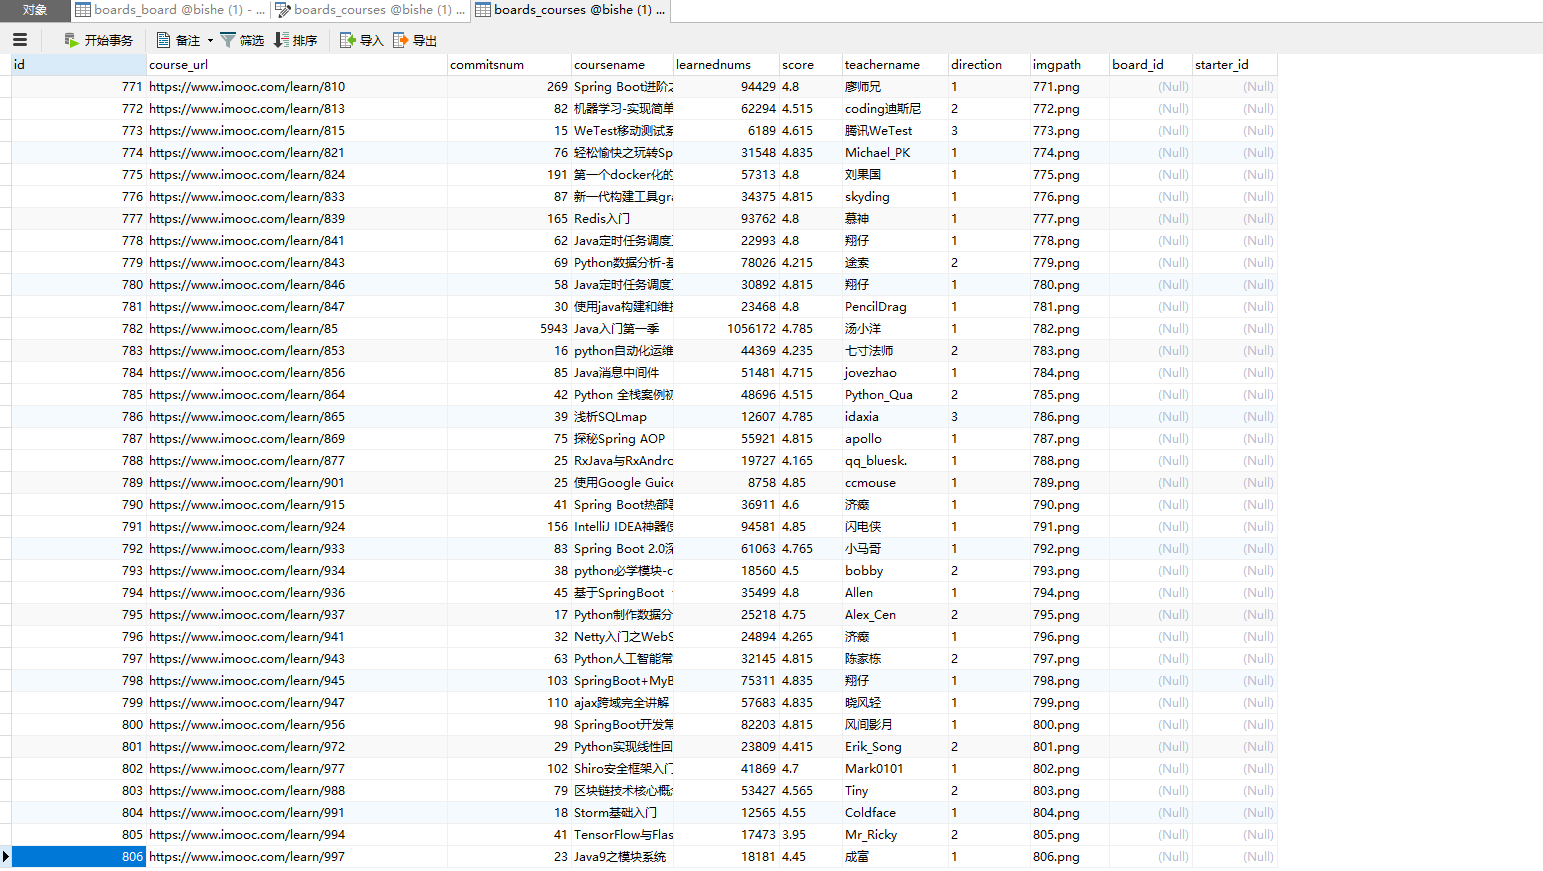 对象 boards_board @bishe (1) - ... boards_courses @bishe (1) ... boards_courses @bishe (1) ...
开始事务 备注 筛选 排序 导入 导出
id course_url commitsnum coursename learnednums score teachername direction imgpath board_id starter_id
771 https://www.imooc.com/learn/810 269 Spring Boot进阶之 94429 4.8 廖师兄 1 771.png (Null) (Null)
772 https://www.imooc.com/learn/813 82 机器学习-实现简单 62294 4.515 coding迪斯尼 2 772.png (Null) (Null)
773 https://www.imooc.com/learn/815 15 WeTest移动测试系 6189 4.615 腾讯WeTest 3 773.png (Null) (Null)
774 https://www.imooc.com/learn/821 76 轻松愉快之玩转Sp 31548 4.835 Michael_PK 1 774.png (Null) (Null)
775 https://www.imooc.com/learn/824 191 第一个docker化的 57313 4.8 刘果国 1 775.png (Null) (Null)
776 https://www.imooc.com/learn/833 87 新一代构建工具gra 34375 4.815 skyding 1 776.png (Null) (Null)
777 https://www.imooc.com/learn/839 165 Redis入门 93762 4.8 慕神 1 777.png (Null) (Null)
778 https://www.imooc.com/learn/841 62 Java定时任务调度 22993 4.8 翔仔 1 778.png (Null) (Null)
779 https://www.imooc.com/learn/843 69 Python数据分析-基 78026 4.215 途索 2 779.png (Null) (Null)
780 https://www.imooc.com/learn/846 58 Java定时任务调度 30892 4.815 翔仔 1 780.png (Null) (Null)
781 https://www.imooc.com/learn/847 30 使用java构建和维护 23468 4.8 PencilDrag 1 781.png (Null) (Null)
782 https://www.imooc.com/learn/85 5943 Java入门第一季 1056172 4.785 汤小洋 1 782.png (Null) (Null)
783 https://www.imooc.com/learn/853 16 python自动化运维 44369 4.235 七寸法师 2 783.png (Null) (Null)
784 https://www.imooc.com/learn/856 85 Java消息中间件 51481 4.715 jovezhao 1 784.png (Null) (Null)
785 https://www.imooc.com/learn/864 42 Python 全栈案例初 48696 4.515 Python_Qua 2 785.png (Null) (Null)
786 https://www.imooc.com/learn/865 39 浅析SQLmap 12607 4.785 idaxia 3 786.png (Null) (Null)
787 https://www.imooc.com/learn/869 75 探秘Spring AOP 55921 4.815 apollo 1 787.png (Null) (Null)
788 https://www.imooc.com/learn/877 25 RxJava与RxAndro 19727 4.165 qq_bluesk. 1 788.png (Null) (Null)
789 https://www.imooc.com/learn/901 25 使用Google Guice 8758 4.85 ccmouse 1 789.png (Null) (Null)
790 https://www.imooc.com/learn/915 41 Spring Boot热部署 36911 4.6 济癫 1 790.png (Null) (Null)
791 https://www.imooc.com/learn/924 156 IntelliJ IDEA神器使 94581 4.85 闪电侠 1 791.png (Null) (Null)
792 https://www.imooc.com/learn/933 83 Spring Boot 2.0深 61063 4.765 小马哥 1 792.png (Null) (Null)
793 https://www.imooc.com/learn/934 38 python必学模块-c 18560 4.5 bobby 2 793.png (Null) (Null)
794 https://www.imooc.com/learn/936 45 基于SpringBoot 35499 4.8 Allen 1 794.png (Null) (Null)
795 https://www.imooc.com/learn/937 17 Python制作数据分 25218 4.75 Alex_Cen 2 795.png (Null) (Null)
796 https://www.imooc.com/learn/941 32 Netty入门之WebS 24894 4.265 济癫 1 796.png (Null) (Null)
797 https://www.imooc.com/learn/943 63 Python人工智能常 32145 4.815 陈家栋 2 797.png (Null) (Null)
798 https://www.imooc.com/learn/945 103 SpringBoot+MyB 75311 4.835 翔仔 1 798.png (Null) (Null)
799 https://www.imooc.com/learn/947 110 ajax跨域完全讲解 57683 4.835 晓风轻 1 799.png (Null) (Null)
800 https://www.imooc.com/learn/956 98 SpringBoot开发常 82203 4.815 风间影月 1 800.png (Null) (Null)
801 https://www.imooc.com/learn/972 29 Python实现线性回 23809 4.415 Erik_Song 2 801.png (Null) (Null)
802 https://www.imooc.com/learn/977 102 Shiro安全框架入门 41869 4.7 Mark0101 1 802.png (Null) (Null)
803 https://www.imooc.com/learn/988 79 区块链技术核心概念 53427 4.565 Tiny 2 803.png (Null) (Null)
804 https://www.imooc.com/learn/991 18 Storm基础入门 12565 4.55 Coldface 1 804.png (Null) (Null)
805 https://www.imooc.com/learn/994 41 TensorFlow与Flas 17473 3.95 Mr_Ricky 2 805.png (Null) (Null)
806 https://www.imooc.com/learn/997 23 Java9之模块系统 18181 4.45 成富 1 806.png (Null) (Null)